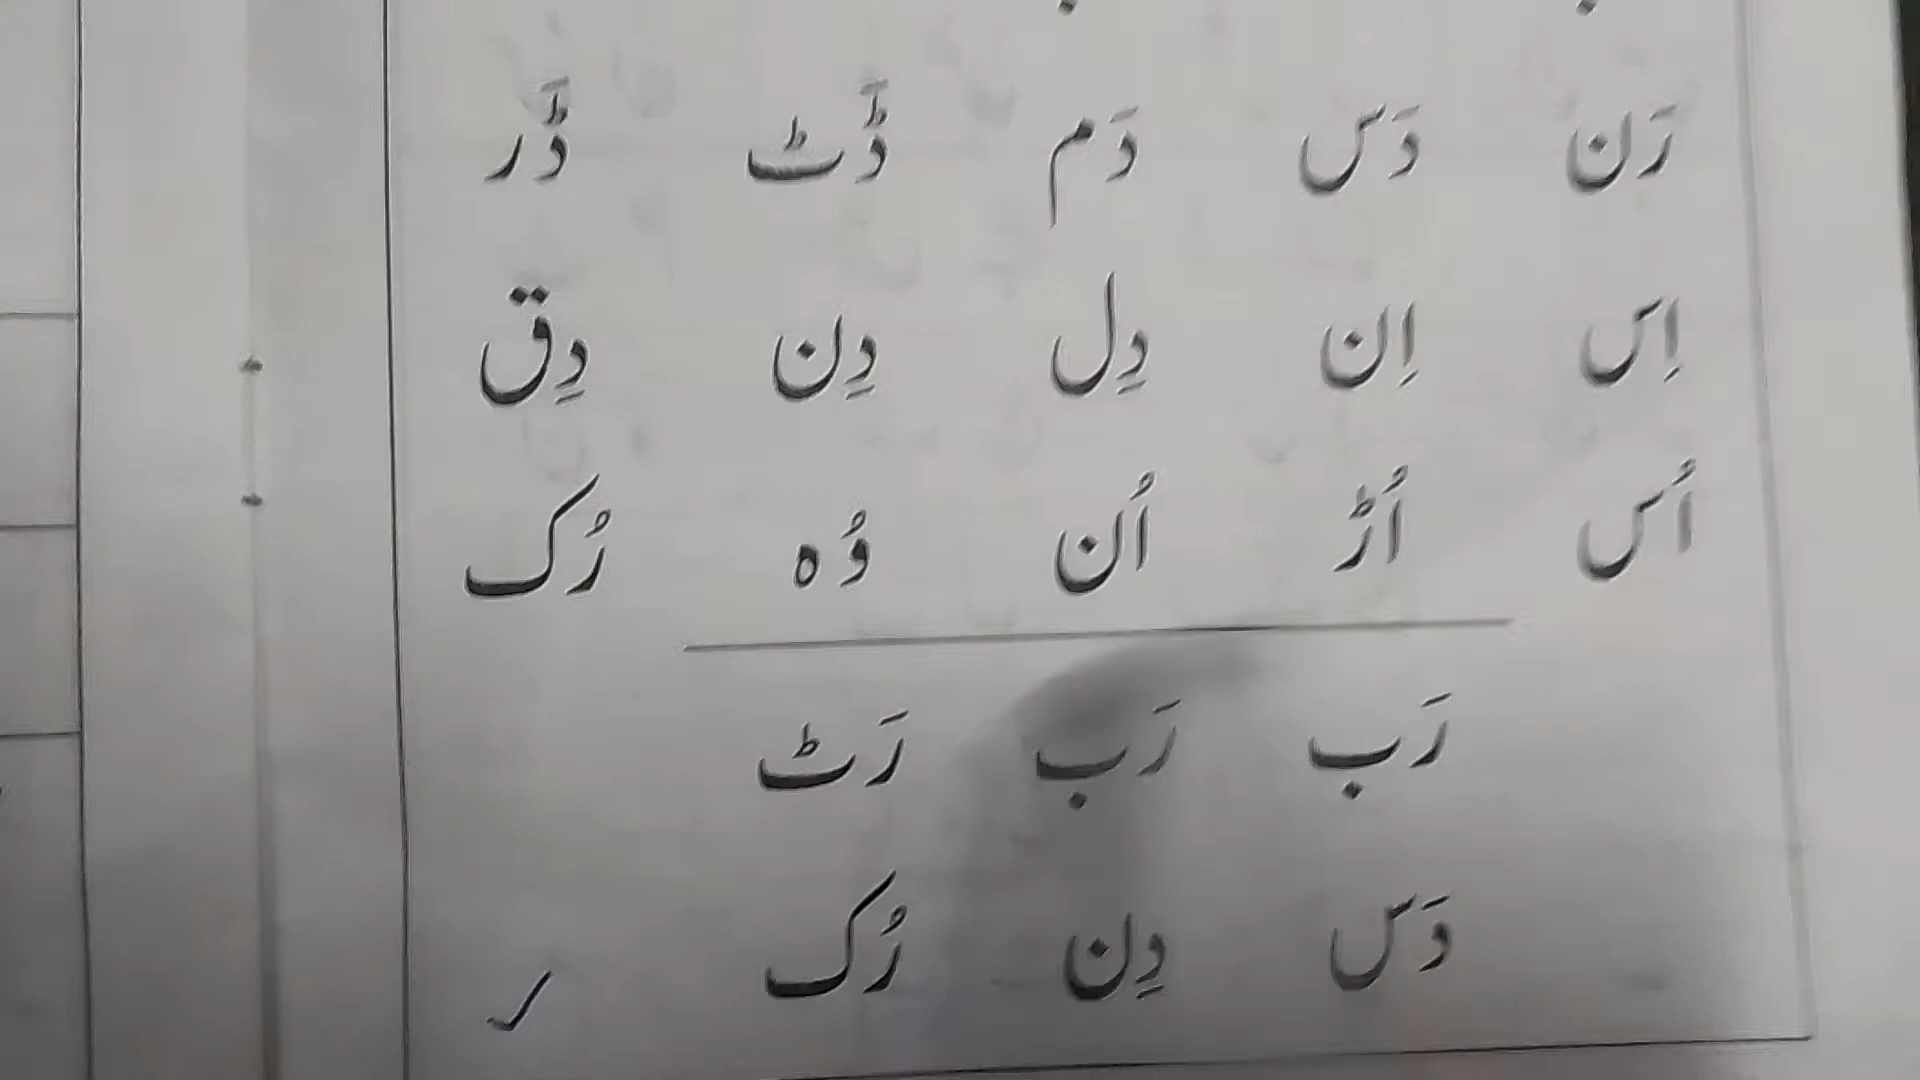 رَن دَس دَم ڈَٹ ڈَر
اِس اِن دِل دِن دِق
اُس اُڑ اُن وُہ رُک
رَب رَب رَٹ
دَس دِن رُک